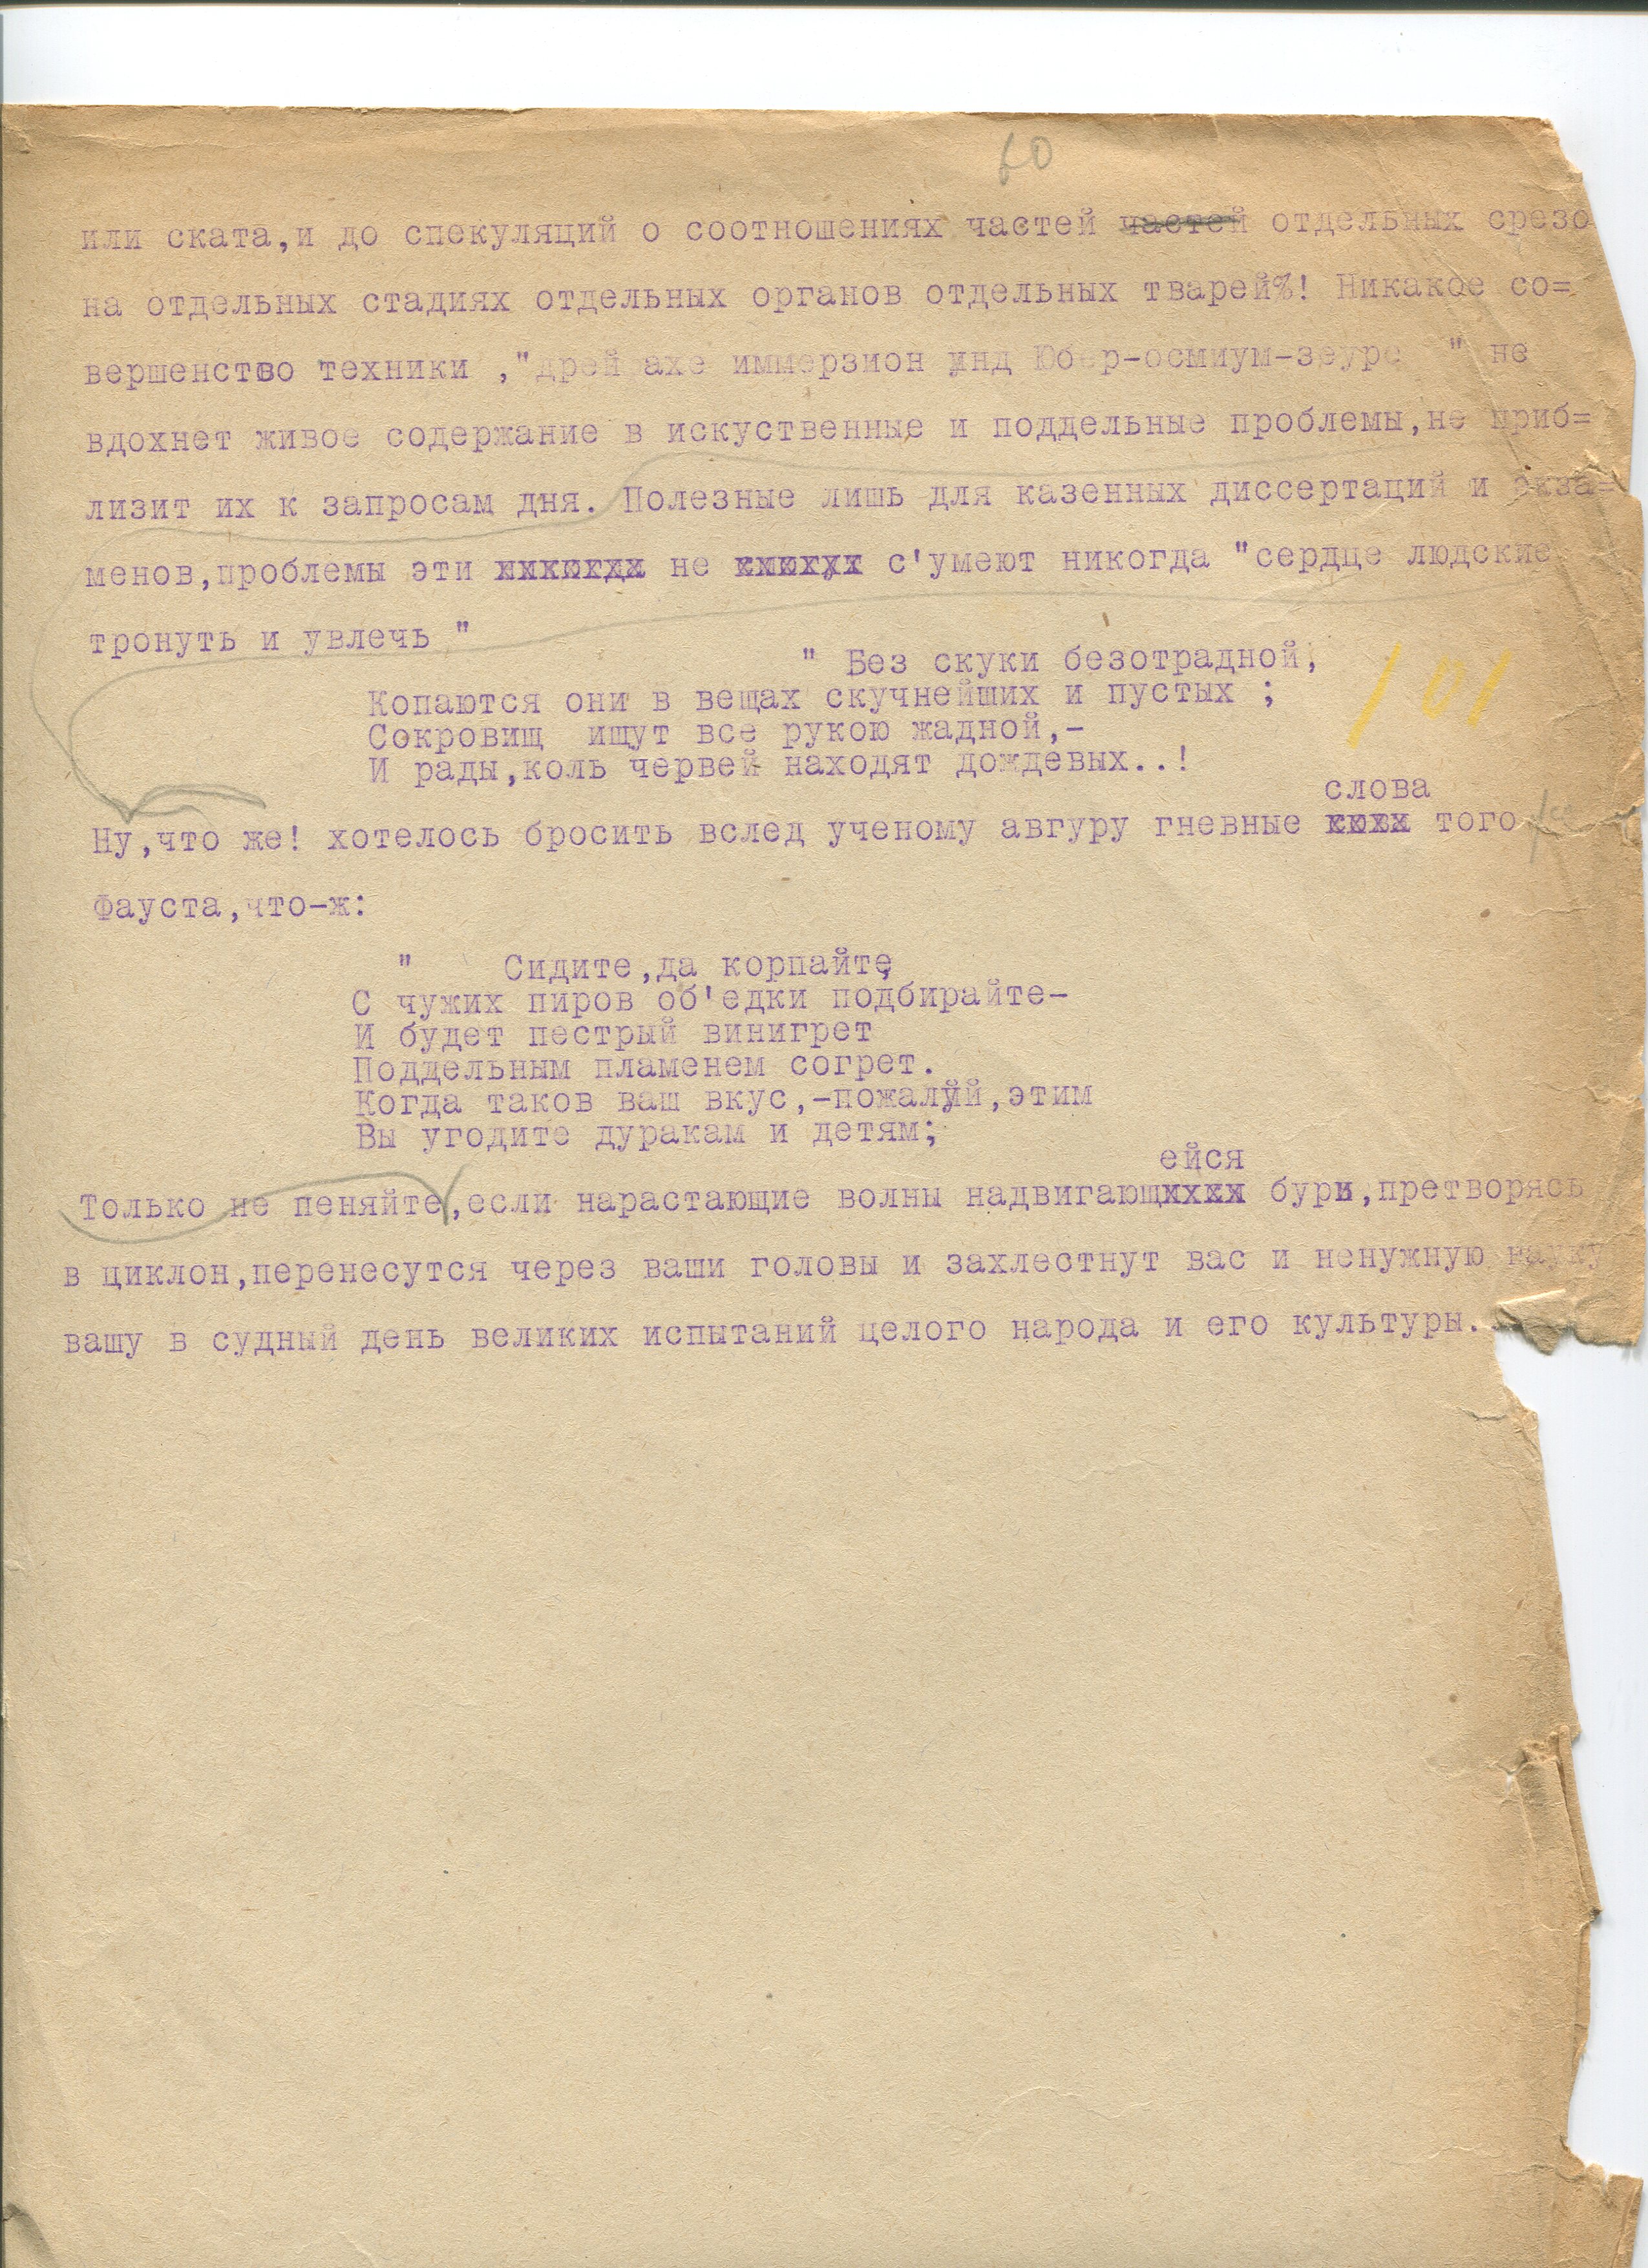 60
или ската,и до спекуляций о соотношениях частей частей отдельных срезо
на отдельных стадиях отдельных органов отдельных тварей%! Никакое со=
вершенство техники ,"дрей ахе иммерзион инд Юбер-осмиум-зеуре " не
вдохнет живое содержание в искуственные и поддельные проблемы,не приб=
лизит их к запросам дня. Полезные лишь для казенных диссертаций и экза=
менов,проблемы эти не с'умеют никогда "сердце людские
тронуть и увлечь "
" Без скуки безотрадной,
Копаются они в вещах скучнейших и пустых ;
Сокровищ ищут все рукою жадной,-
И рады,коль червей находят дождевых..!
слова
Ну,что же! хотелось бросить вслед ученому авгуру гневные того
Фауста,что-ж:
" Сидите,да корпайте,
С чужих пиров об'едки подбирайте-
И будет пестрый винигрет
Поддельным пламенем согрет.
Когда таков ваш вкус,-пожалуй,этим
Вы угодите дуракам и детям;
ейся
Только не пеняйте,если нарастающие волны надвигающхххх бури,претворясь
в циклон,перенесутся через ваши головы и захлестнут вас и ненужную науку
вашу в судный день великих испытаний целого народа и его культуры.
101